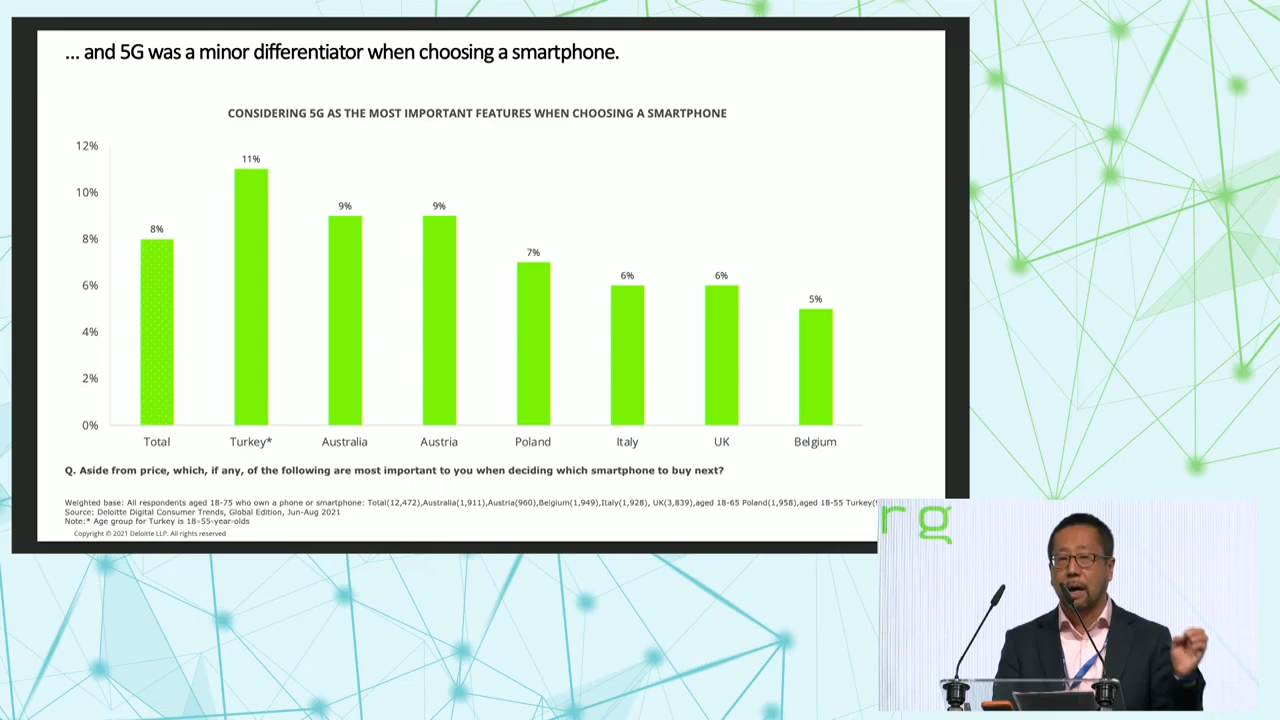 ... and 5G was a minor differentiator when choosing a smartphone.
CONSIDERING 5G AS THE MOST IMPORTANT FEATURES WHEN CHOOSING A SMARTPHONE
12%
10%
8%
6%
4%
2%
0%
8%
11%
9%
9%
7%
6%
6%
5%
Total
Turkey*
Australia
Austria
Poland
Italy
UK
Belgium
Q. Aside from price, which, if any, of the following are most important to you when deciding which smartphone to buy next?
Weighted base: All respondents aged 18-75 who own a phone or smartphone: Total(12,472),Australia(1,911),Austria(960),Belgium(1,949),Italy(1,928), UK(3,839),aged 18-65 Poland(1,958),aged 18-55 Turkey(
Source: Deloitte Digital Consumer Trends, Global Edition, Jun-Aug 2021
Note:* Age group for Turkey is 18–55-year-olds
Copyright © 2021 Deloitte LLP. All rights reserved
rg